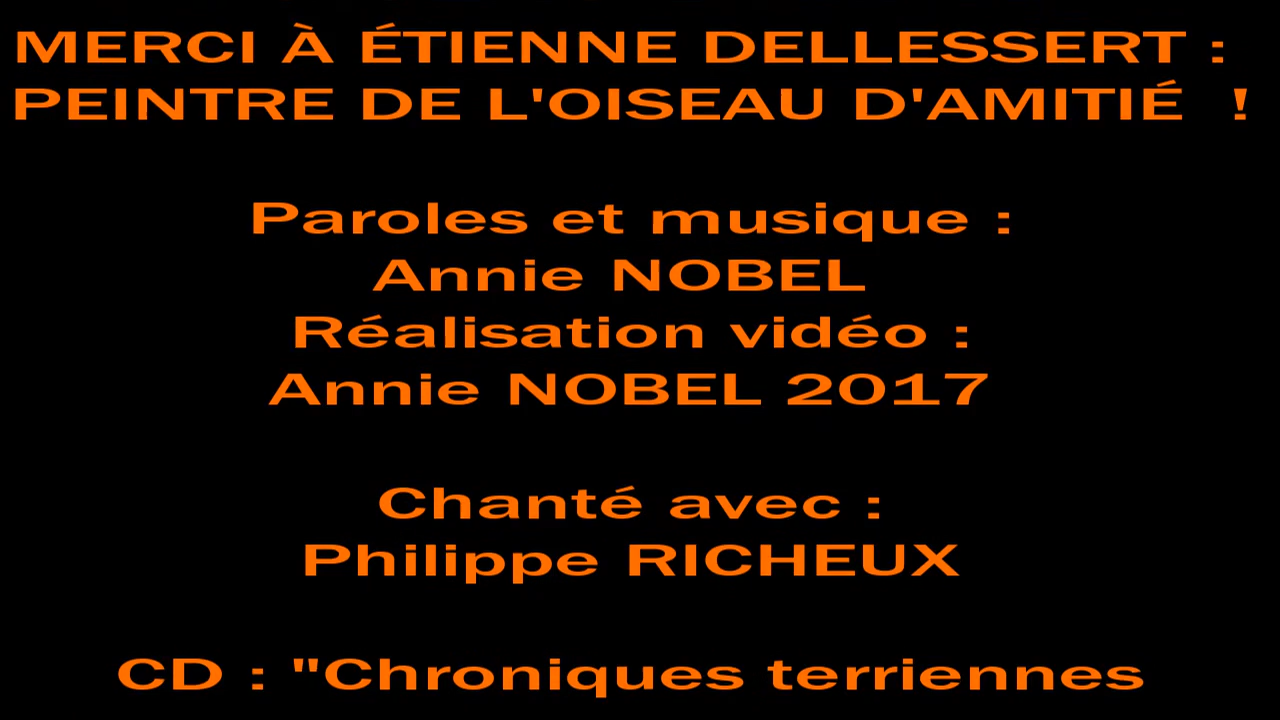 MERCI À ÉTIENNE DELLESSERT :
PEINTRE DE L'OISEAU D'AMITIÉ  !
Paroles et musique :
Annie NOBEL
Réalisation vidéo :
Annie NOBEL 2017
Chanté avec :
Philippe RICHEUX
CD : "Chroniques terriennes